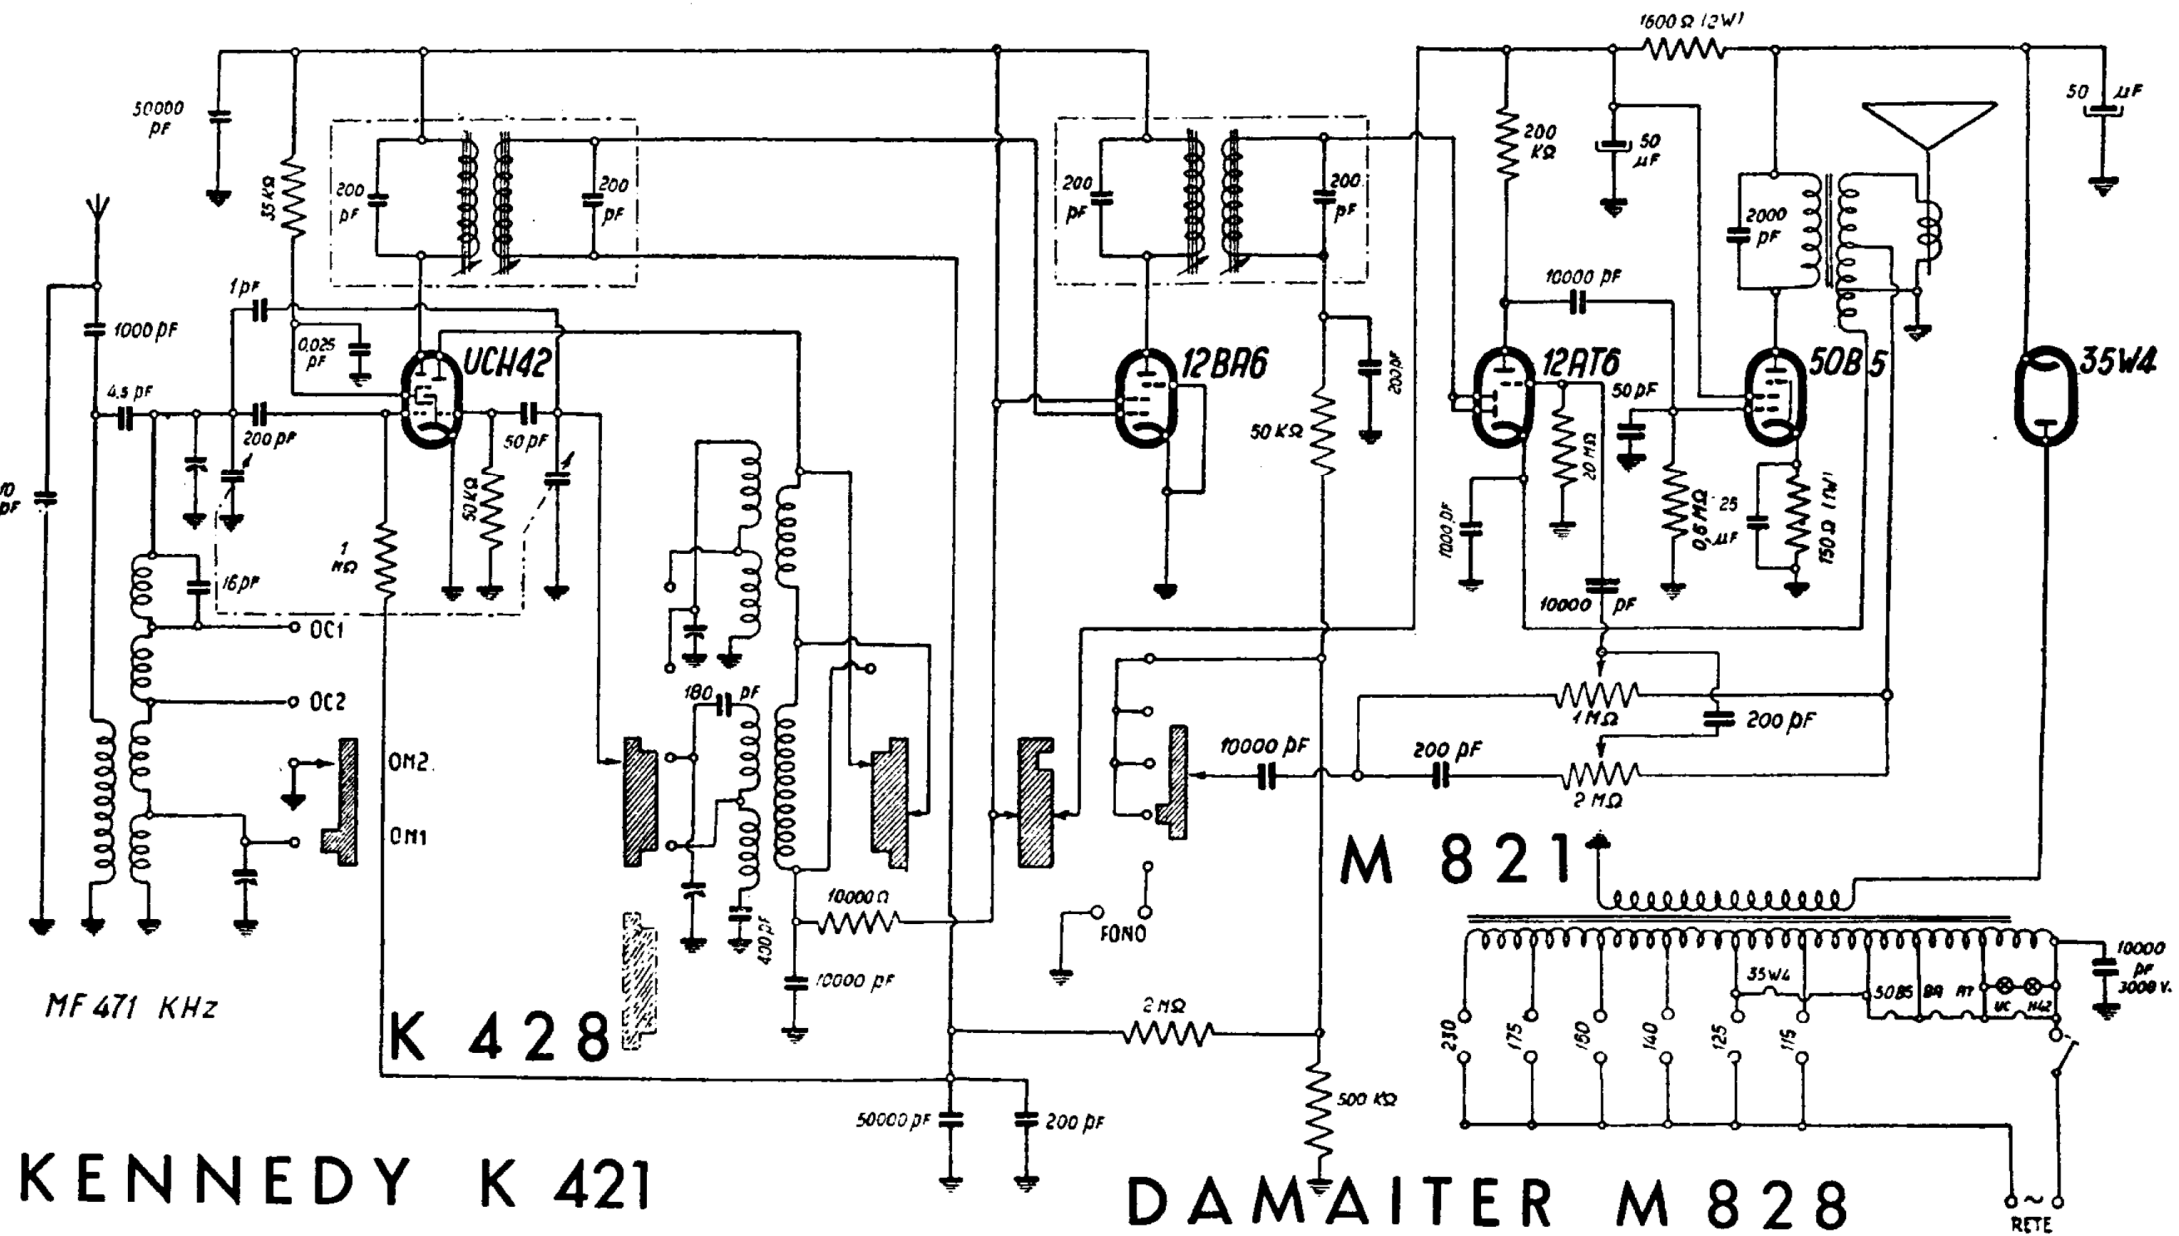 1600 Ω (2W)
50000
pF
35 KΩ
200
pF
200
pF
200
pF
200
pF
200
KΩ
50
µF
2000
pF
50 µF
1 pF
1000 pF
0,025
pF
UCH42
12BA6
200 pF
10000 pF
12AT6
50B5
35W4
4.5 pF
200 pF
50 pF
50 KΩ
50 KΩ
20 MΩ
50 pF
0,6 MΩ
25
µF
150 Ω (1W)
10
pF
1
MΩ
16 pF
1000 pF
10000 pF
OC1
OC2
180 pF
1 MΩ
200 pF
10000 pF
200 pF
2 MΩ
OM2.
OM1
M 821
10000 Ω
400 pF
FONO
10000 pF
MF 471 KHz
K 428
2 MΩ
35W4
50B5 BA AT
UC H42
10000
pF
3000 V.
230
175
160
140
125
115
50000 pF
200 pF
500 KΩ
KENNEDY K 421
DAMAITER M 828
~
RETE